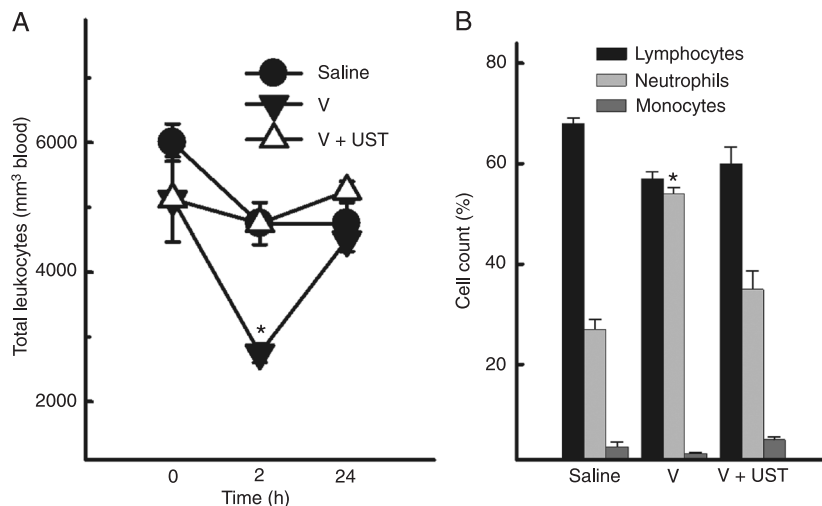 A
Saline
V
V + UST
Total leukocytes (mm³ blood)
6000
4000
2000
*
0 2 24
Time (h)
B
Lymphocytes
Neutrophils
Monocytes
Cell count (%)
80
60
40
20
*
Saline V V + UST